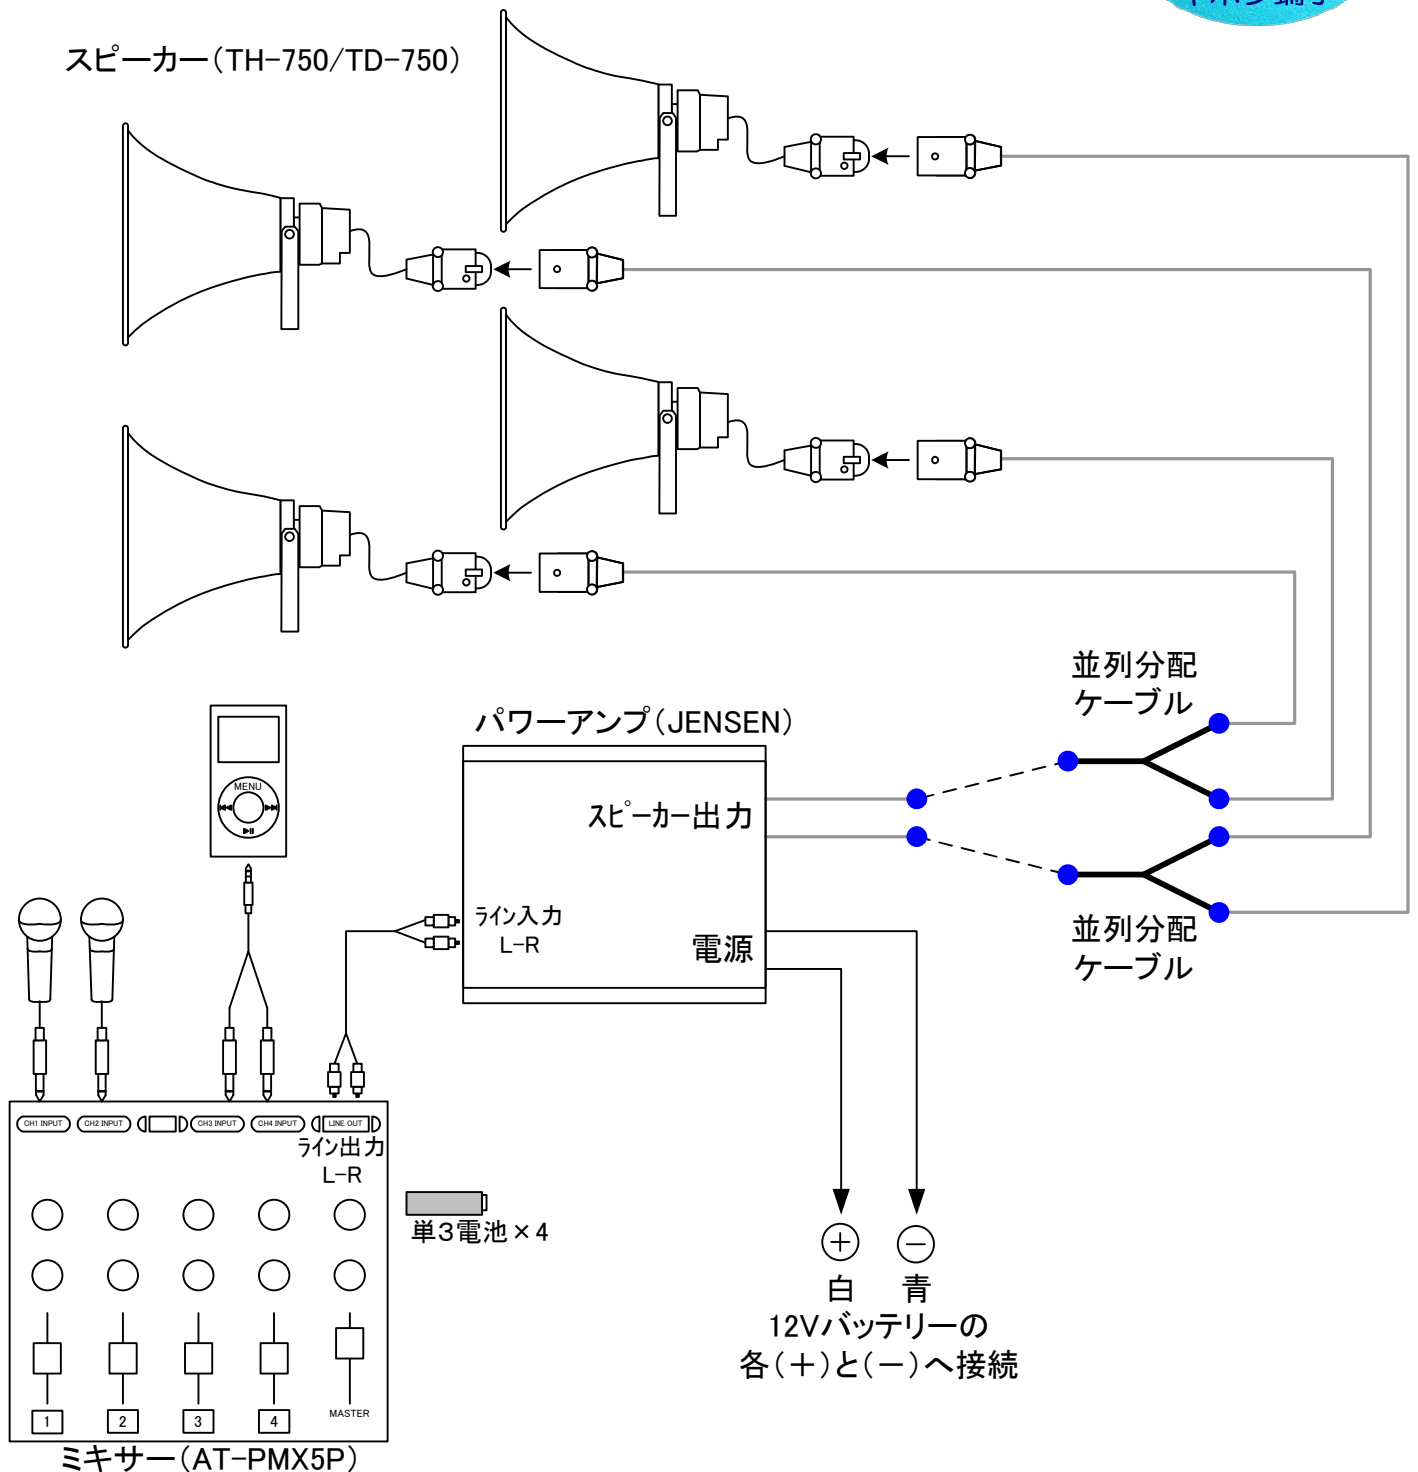 スピーカー(TH-750/TD-750)
並列分配
ケーブル
パワーアンプ(JENSEN)
スピーカー出力
ライン入力
L-R
電源
並列分配
ケーブル
MENU
CH1 INPUT
CH2 INPUT
CH3 INPUT
CH4 INPUT
LINE OUT
ライン出力
L-R
単3電池×4
白
青
12Vバッテリーの
各(+)と(-)へ接続
1
2
3
4
MASTER
ミキサー(AT-PMX5P)